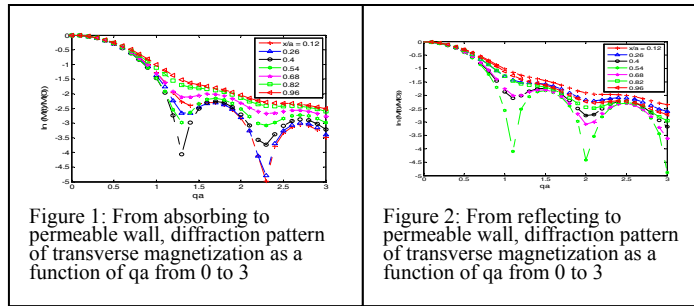 0
-0.5
-1
-1.5
-2
-2.5
-3
-3.5
-4
-4.5
-5
0 0.5 1 1.5 2 2.5 3
qa
x/a = 0.12
0.26
0.4
0.54
0.68
0.82
0.96
Figure 1: From absorbing to
permeable wall, diffraction pattern
of transverse magnetization as a
function of qa from 0 to 3
0
-0.5
-1
-1.5
-2
-2.5
-3
-3.5
-4
-4.5
-5
0 0.5 1 1.5 2 2.5 3
qa
x/a = 0.12
0.26
0.4
0.54
0.68
0.82
0.96
Figure 2: From reflecting to
permeable wall, diffraction pattern
of transverse magnetization as a
function of qa from 0 to 3